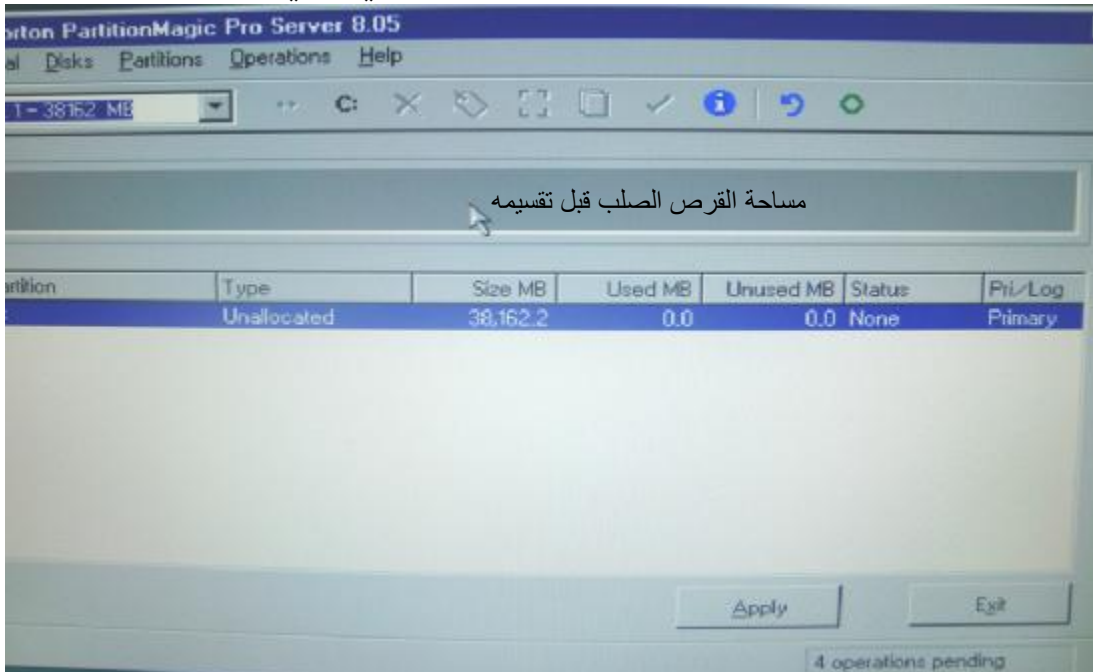 orton PartitionMagic Pro Server 8.05
al Disks Partitions Operations Help
1 - 38162 MB C:
مساحة القرص الصلب قبل تقسيمه
artition Type Size MB Used MB Unused MB Status Pri/Log
Unallocated 38,162.2 0.0 0.0 None Primary
Apply Exit
4 operations pending